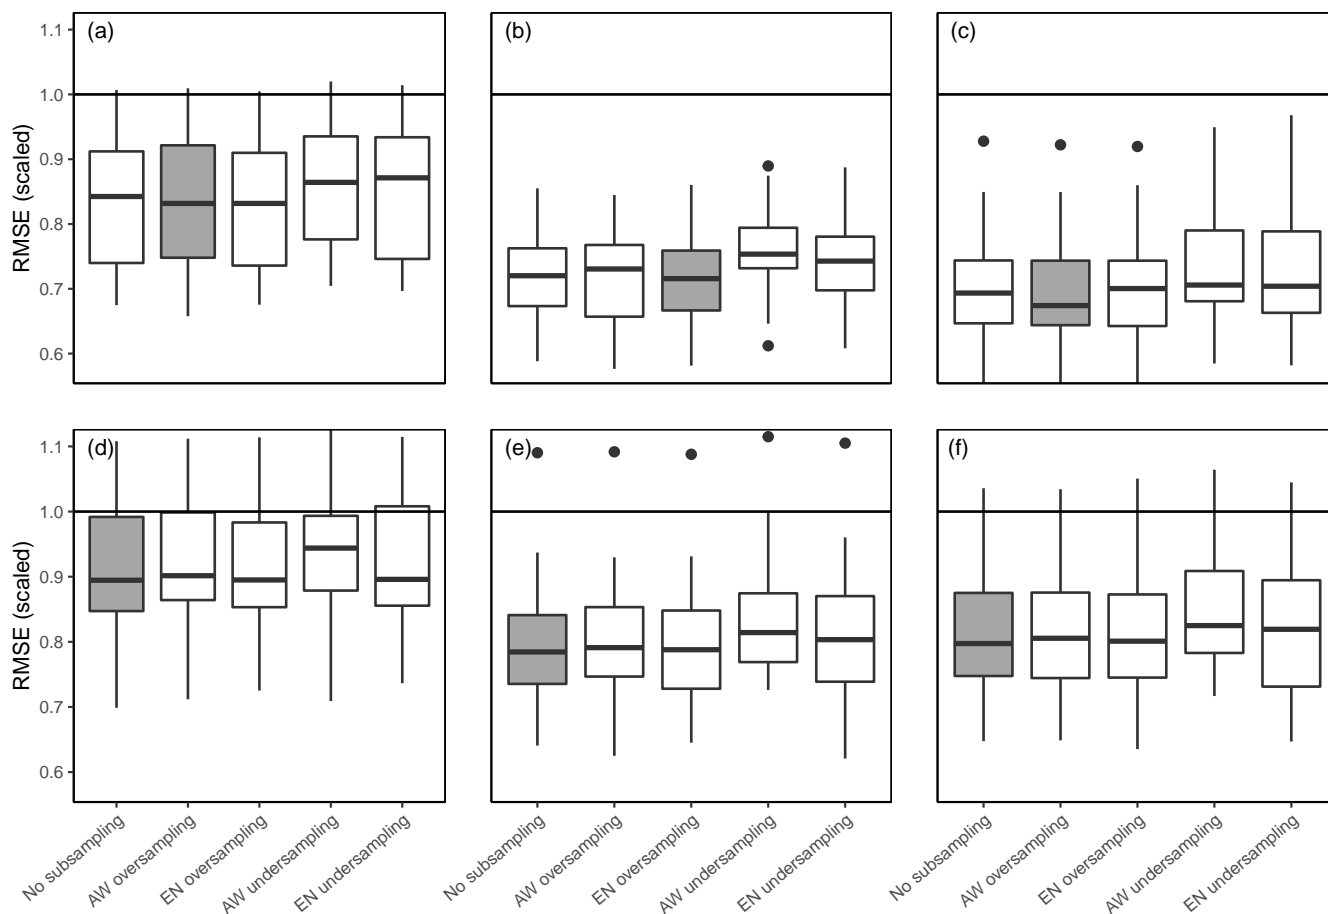 (a)
(b)
(c)
1.1
1.0
0.9
0.8
0.7
0.6
RMSE (scaled)
(d)
(e)
(f)
1.1
1.0
0.9
0.8
0.7
0.6
RMSE (scaled)
No subsampling
AW oversampling
EN oversampling
AW undersampling
EN undersampling
No subsampling
AW oversampling
EN oversampling
AW undersampling
EN undersampling
No subsampling
AW oversampling
EN oversampling
AW undersampling
EN undersampling